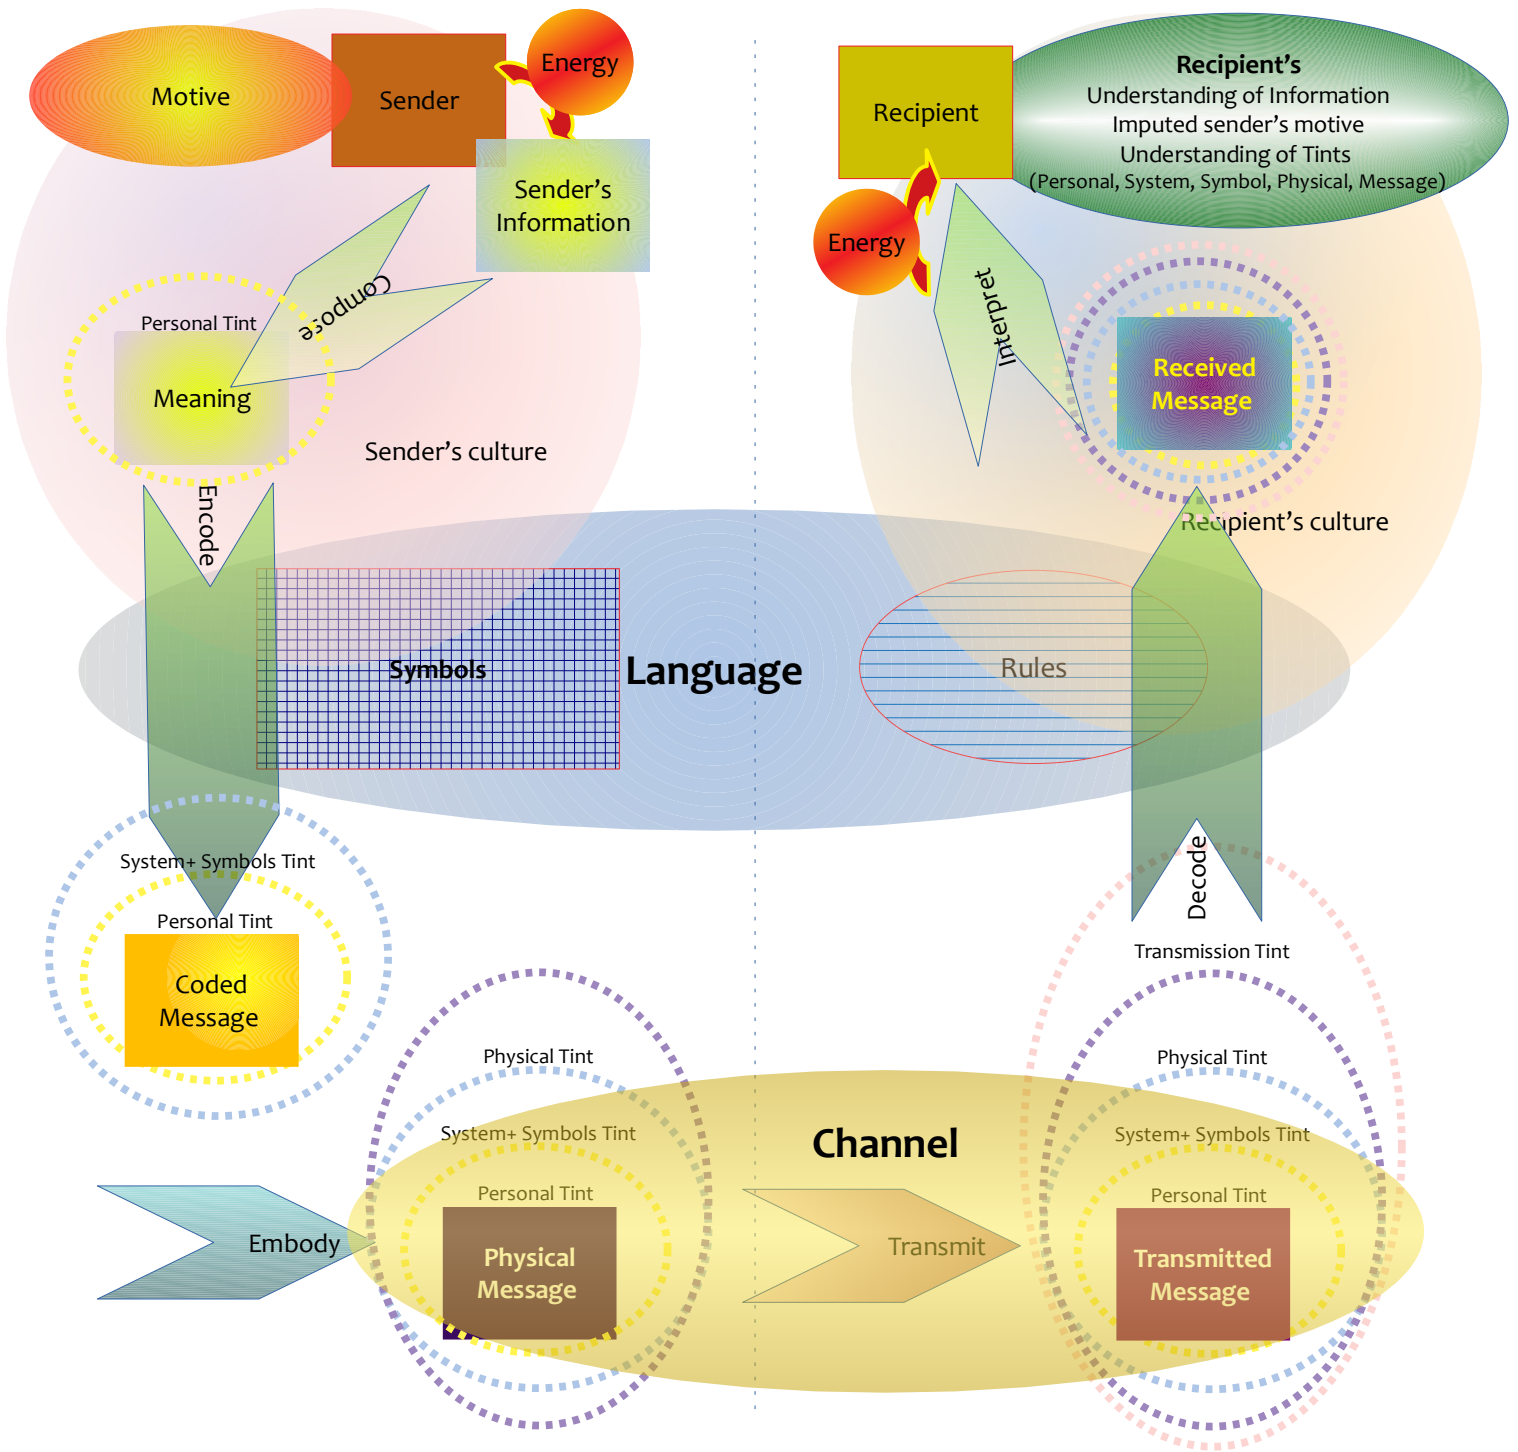 Motive
Sender
Energy
Sender's
Information
Compose
Personal Tint
Meaning
Sender's culture
Encode
Recipient
Recipient's
Understanding of Information
Imputed sender's motive
Understanding of Tints
(Personal, System, Symbol, Physical, Message)
Energy
Interpret
Received
Message
Recipient's culture
Symbols
Language
Rules
System+ Symbols Tint
Personal Tint
Coded
Message
Decode
Transmission Tint
Physical Tint
System+ Symbols Tint
Personal Tint
Physical
Message
Embody
Channel
Transmit
Physical Tint
System+ Symbols Tint
Personal Tint
Transmitted
Message